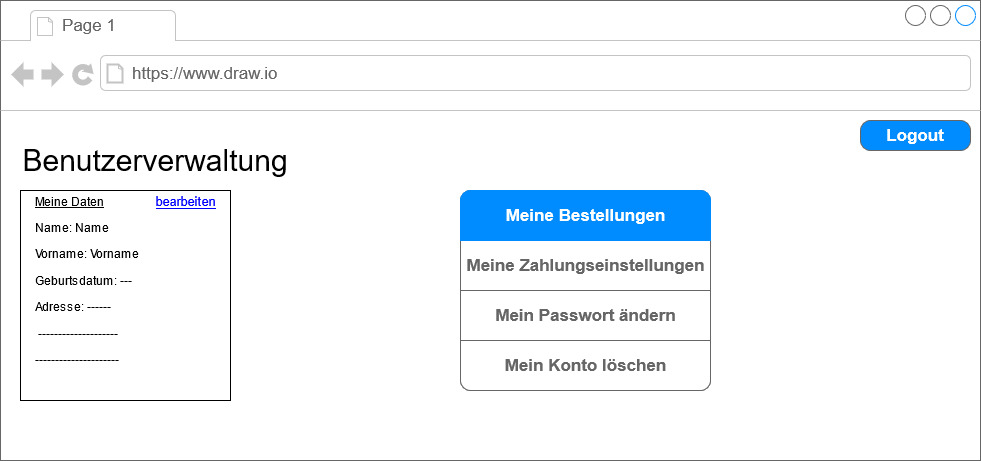 Page 1
https://www.draw.io
Logout
Benutzerverwaltung
Meine Daten bearbeiten
Name: Name
Vorname: Vorname
Geburtsdatum: ---
Adresse: ------
--------------------
---------------------
Meine Bestellungen
Meine Zahlungseinstellungen
Mein Passwort ändern
Mein Konto löschen